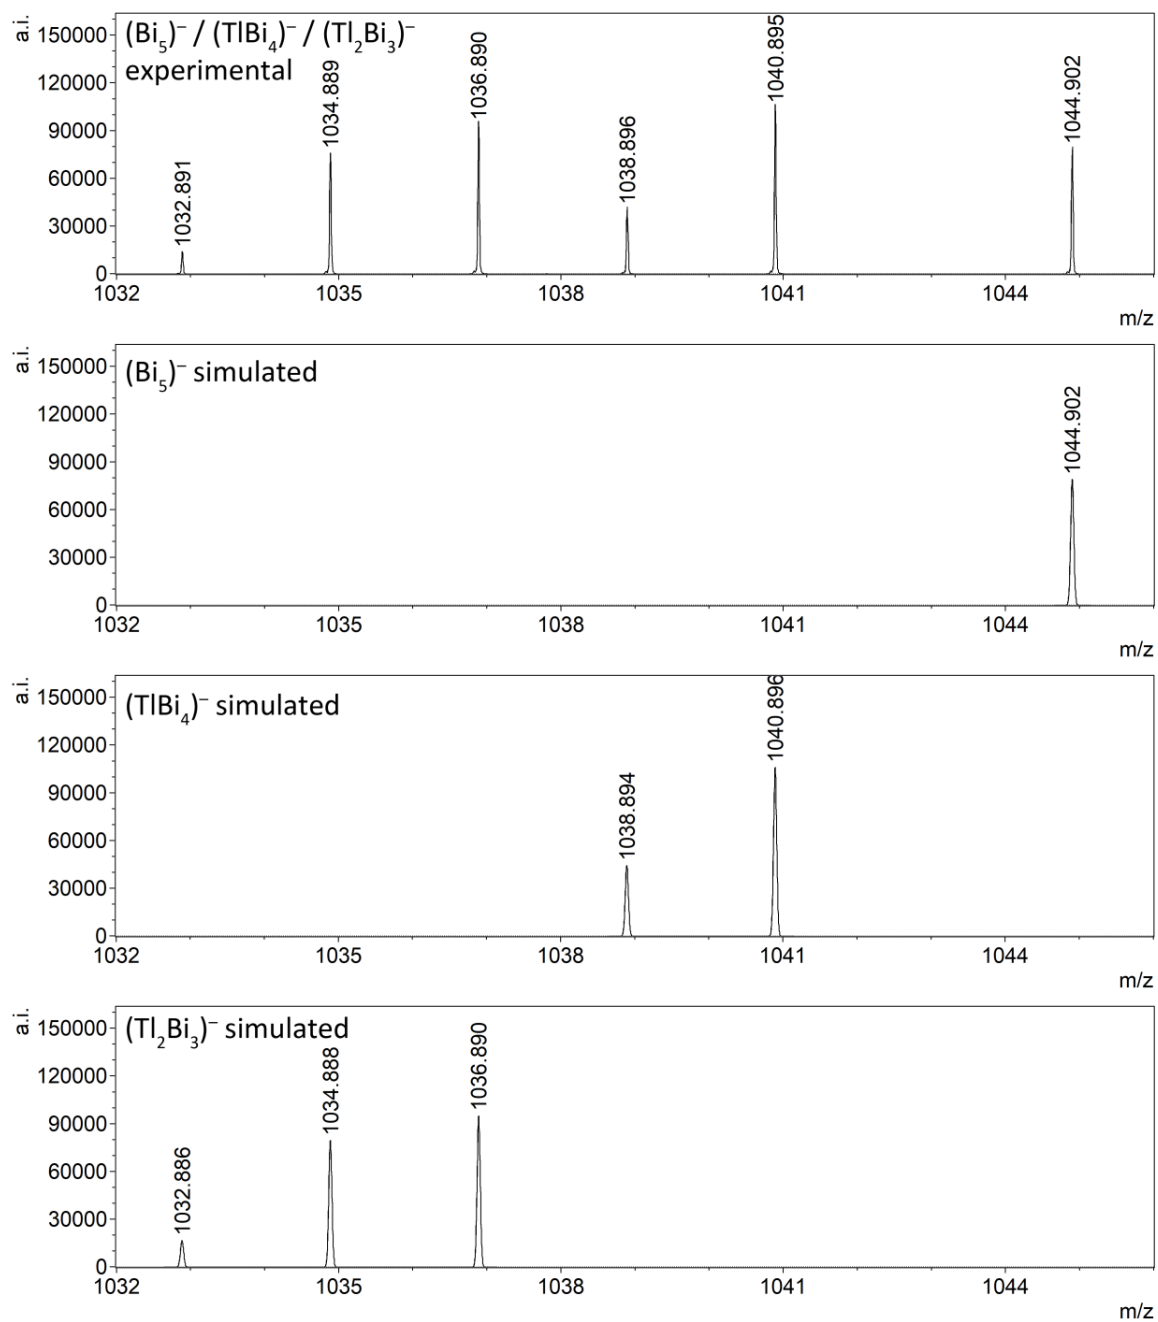 (Bi₅)⁻ / (TlBi₄)⁻ / (Tl₂Bi₃)⁻
experimental
a.i.
150000
120000
90000
60000
30000
0
1032.891
1034.889
1036.890
1038.896
1040.895
1044.902
1032 1035 1038 1041 1044
m/z
(Bi₅)⁻ simulated
a.i.
150000
120000
90000
60000
30000
0
1044.902
1032 1035 1038 1041 1044
m/z
(TlBi₄)⁻ simulated
a.i.
150000
120000
90000
60000
30000
0
1038.894
1040.896
1032 1035 1038 1041 1044
m/z
(Tl₂Bi₃)⁻ simulated
a.i.
150000
120000
90000
60000
30000
0
1032.886
1034.888
1036.890
1032 1035 1038 1041 1044
m/z